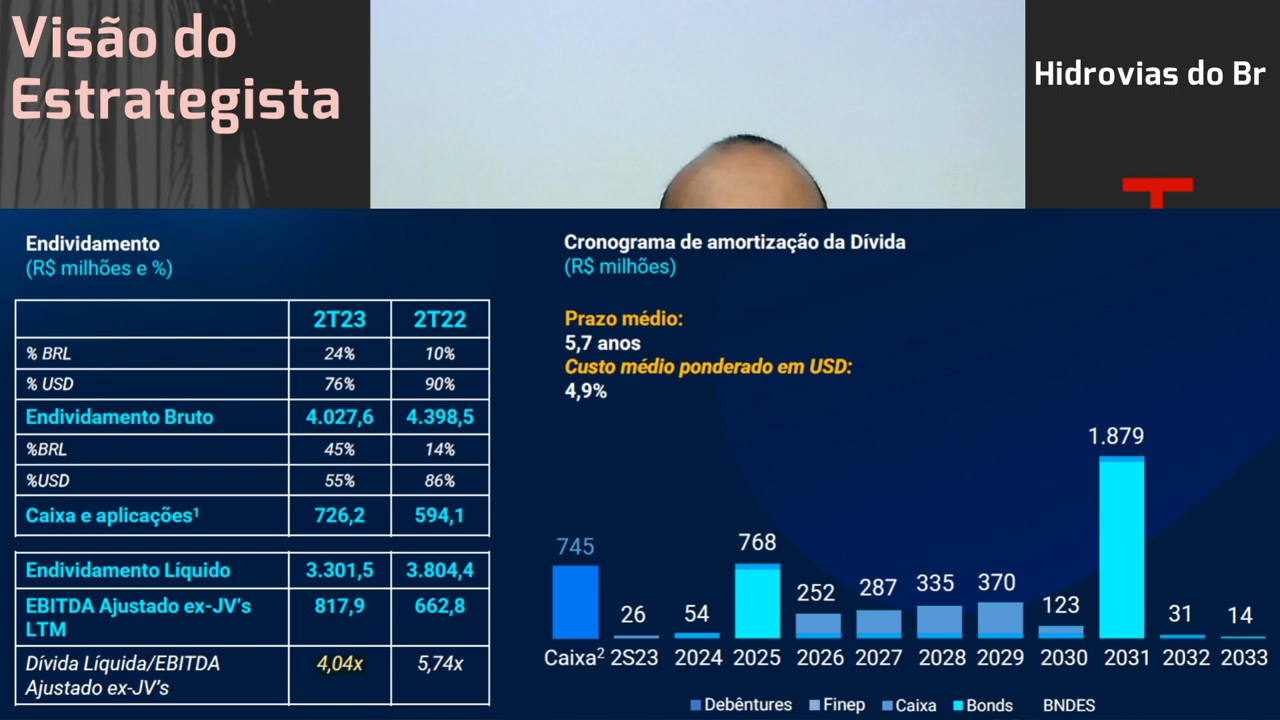 Visão do
Estrategista
Hidrovias do Br
T
Endividamento
(R$ milhões e %)
2T23 2T22
% BRL 24% 10%
% USD 76% 90%
Endividamento Bruto 4.027,6 4.398,5
%BRL 45% 14%
%USD 55% 86%
Caixa e aplicações¹ 726,2 594,1
Endividamento Líquido 3.301,5 3.804,4
EBITDA Ajustado ex-JV’s
LTM 817,9 662,8
Dívida Líquida/EBITDA
Ajustado ex-JV’s 4,04x 5,74x
Cronograma de amortização da Dívida
(R$ milhões)
Prazo médio:
5,7 anos
Custo médio ponderado em USD:
4,9%
745 26 54 768 252 287 335 370 123 1.879 31 14
Caixa² 2S23 2024 2025 2026 2027 2028 2029 2030 2031 2032 2033
Debêntures Finep Caixa Bonds BNDES